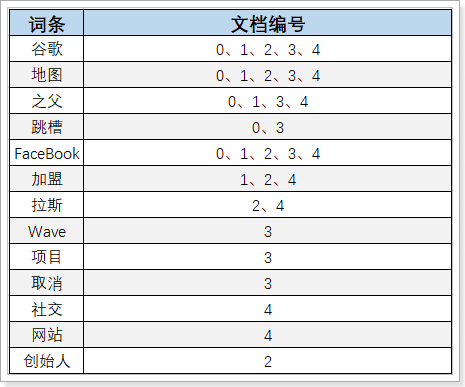 词条 文档编号
谷歌 0、1、2、3、4
地图 0、1、2、3、4
之父 0、1、3、4
跳槽 0、3
FaceBook 0、1、2、3、4
加盟 1、2、4
拉斯 2、4
Wave 3
项目 3
取消 3
社交 4
网站 4
创始人 2